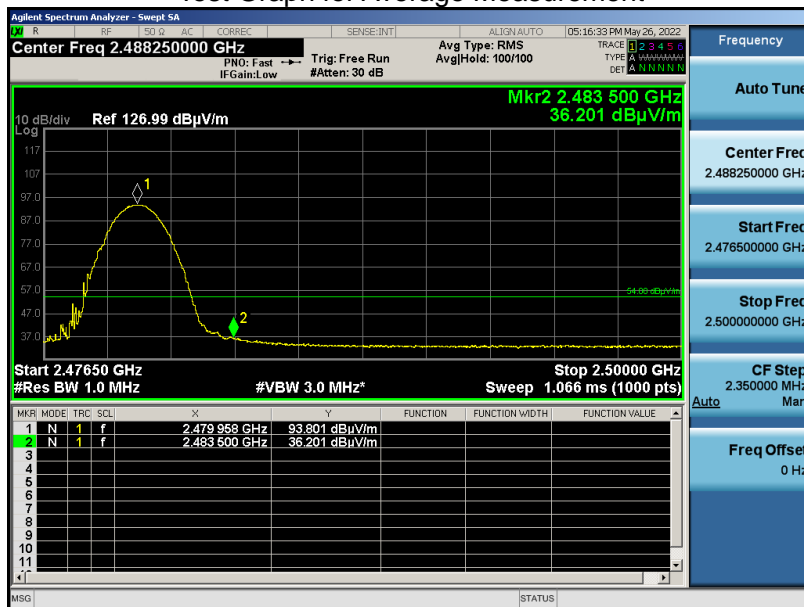 Agilent Spectrum Analyzer - Swept SA
LXI R RF 50 Ω AC CORREC SENSE:INT ALIGN AUTO 05:16:33 PM May 26, 2022
Center Freq 2.488250000 GHz
PNO: Fast
IFGain:Low
Trig: Free Run
#Atten: 30 dB
Avg Type: RMS
Avg|Hold: 100/100
TRACE 1 2 3 4 5 6
TYPE A
DET A N N N N N
Mkr2 2.483 500 GHz
36.201 dBµV/m
10 dB/div Ref 126.99 dBµV/m
Log
117
107
97.0
87.0
77.0
67.0
57.0
47.0
37.0
1
2
54.00 dBµV/m
Start 2.47650 GHz Stop 2.50000 GHz
#Res BW 1.0 MHz #VBW 3.0 MHz* Sweep 1.066 ms (1000 pts)
MKR MODE TRC SCL X Y FUNCTION FUNCTION WIDTH FUNCTION VALUE
1 N 1 f 2.479 958 GHz 93.801 dBµV/m
2 N 1 f 2.483 500 GHz 36.201 dBµV/m
3
4
5
6
7
8
9
10
11
MSG STATUS
Frequency
Auto Tune
Center Freq
2.488250000 GHz
Start Freq
2.476500000 GHz
Stop Freq
2.500000000 GHz
CF Step
2.350000 MHz
Auto Man
Freq Offset
0 Hz